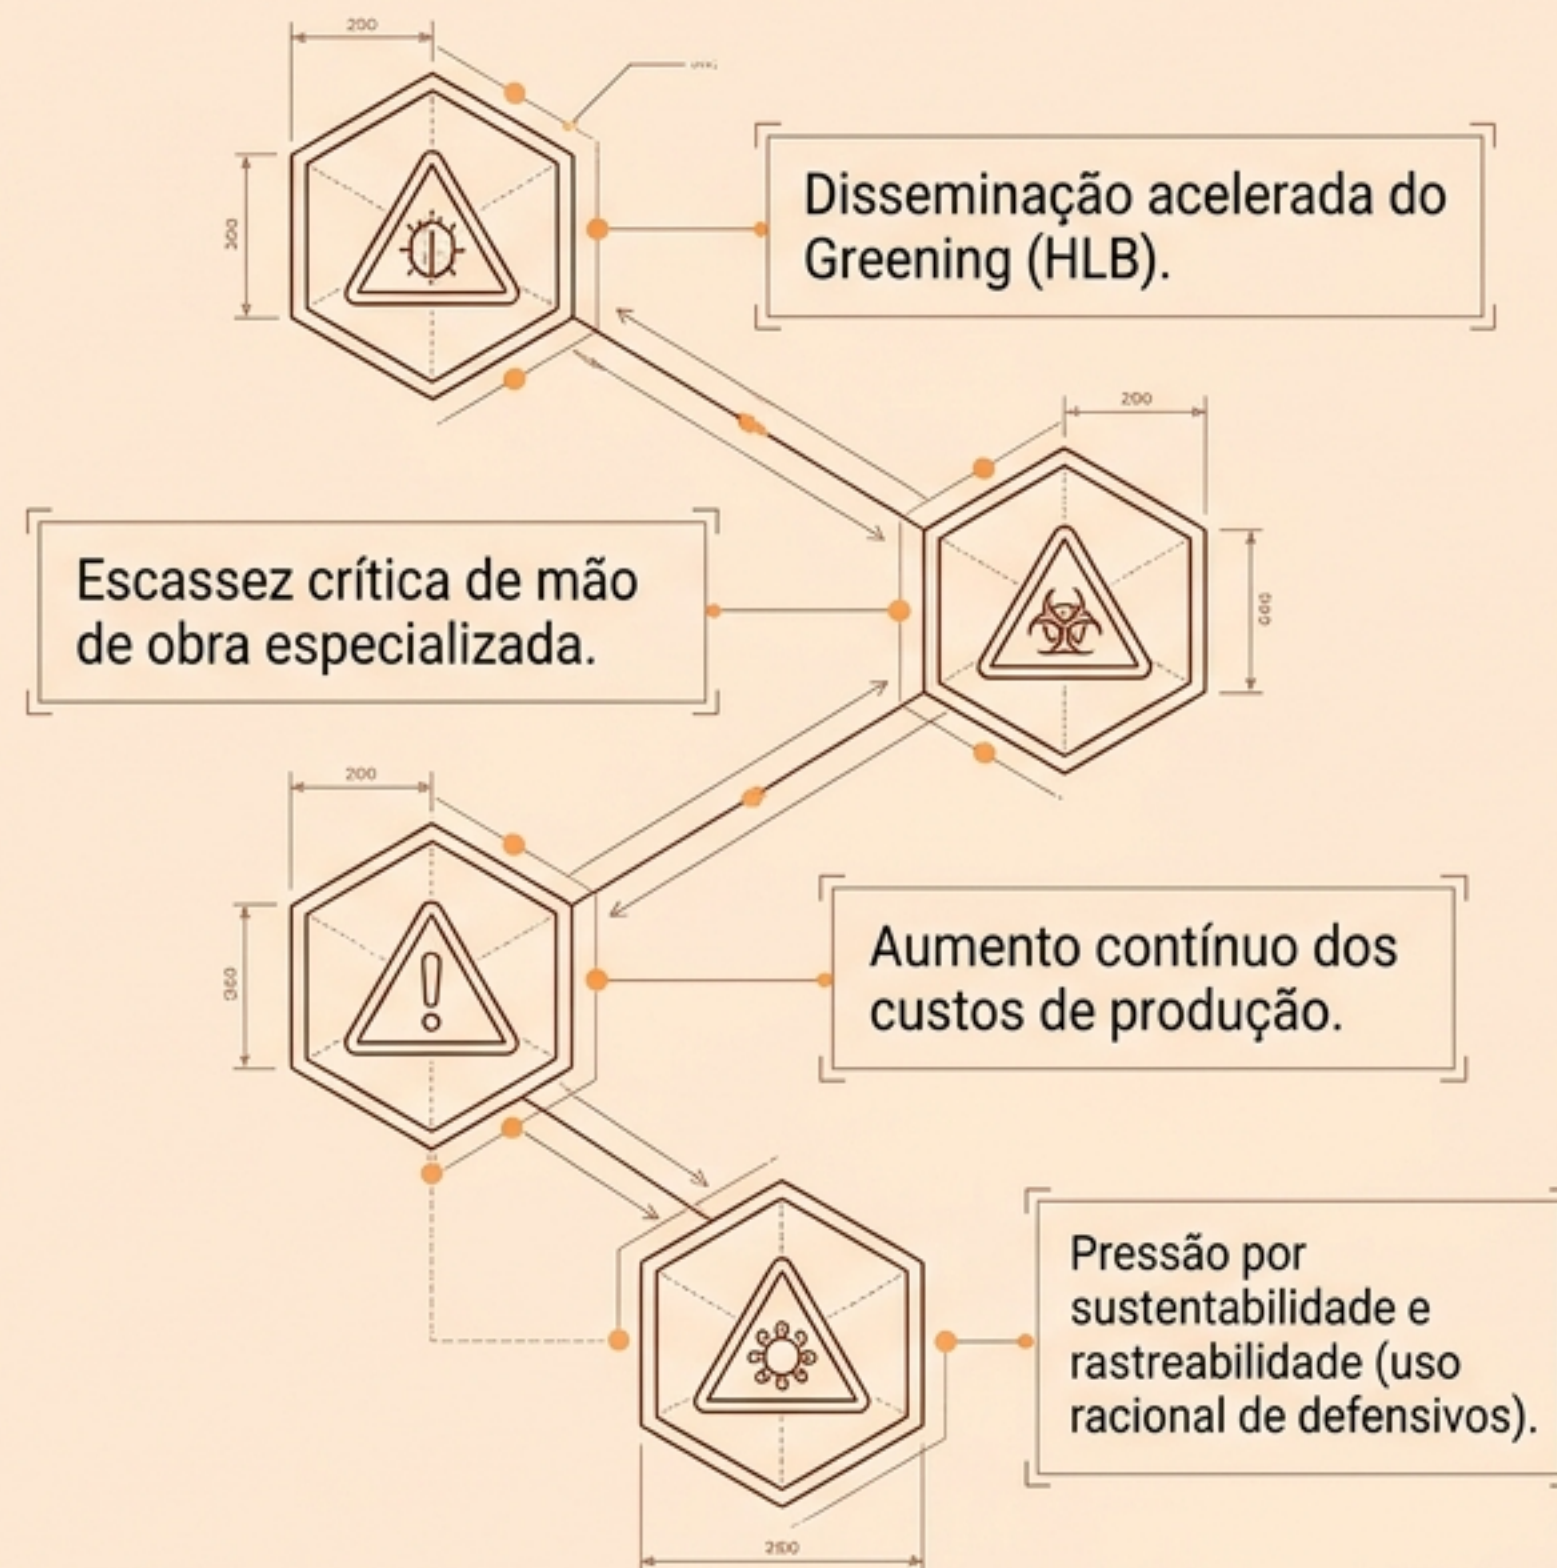 200
Disseminação acelerada do
Greening (HLB).
200
Escassez crítica de mão
de obra especializada.
200
Aumento contínuo dos
custos de produção.
Pressão por
sustentabilidade e
rastreabilidade (uso
racional de defensivos).